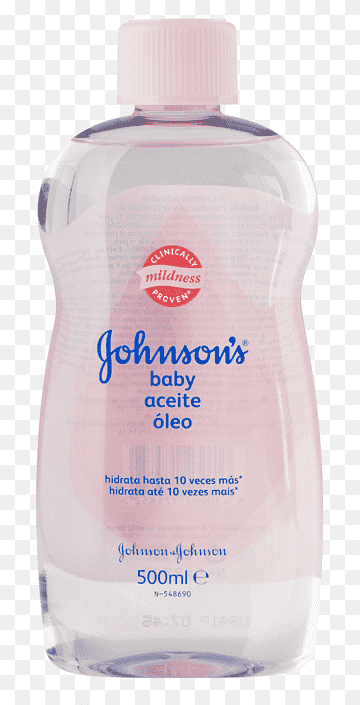 CLINICALLY
mildness
PROVEN®
Johnson's®
baby
aceite
óleo
hidrata hasta 10 veces más*
hidrata até 10 vezes mais*
Johnson & Johnson
500ml ℮
N-548690